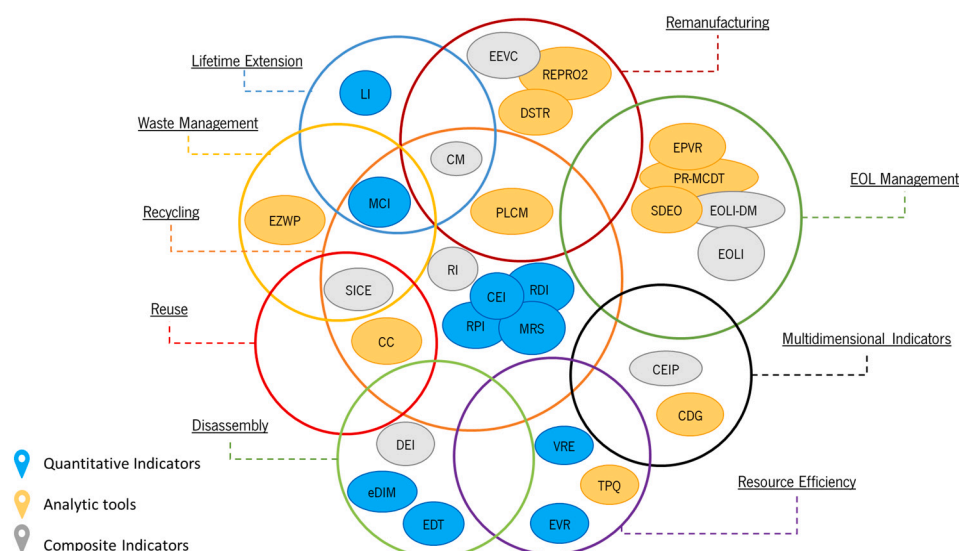 Remanufacturing
EEVC
Lifetime Extension
REPRO2
LI
DSTR
Waste Management
EPVR
CM
PR-MCDT
EOL Management
MCI
Recycling
EZWP
PLCM
SDEO
EOLI-DM
EOLI
RI
SICE
CEI
RDI
Reuse
RPI
MRS
CC
Multidimensional Indicators
CEIP
CDG
Disassembly
DEI
VRE
Quantitative Indicators
eDIM
TPQ
Resource Efficiency
Analytic tools
EDT
EVR
Composite Indicators